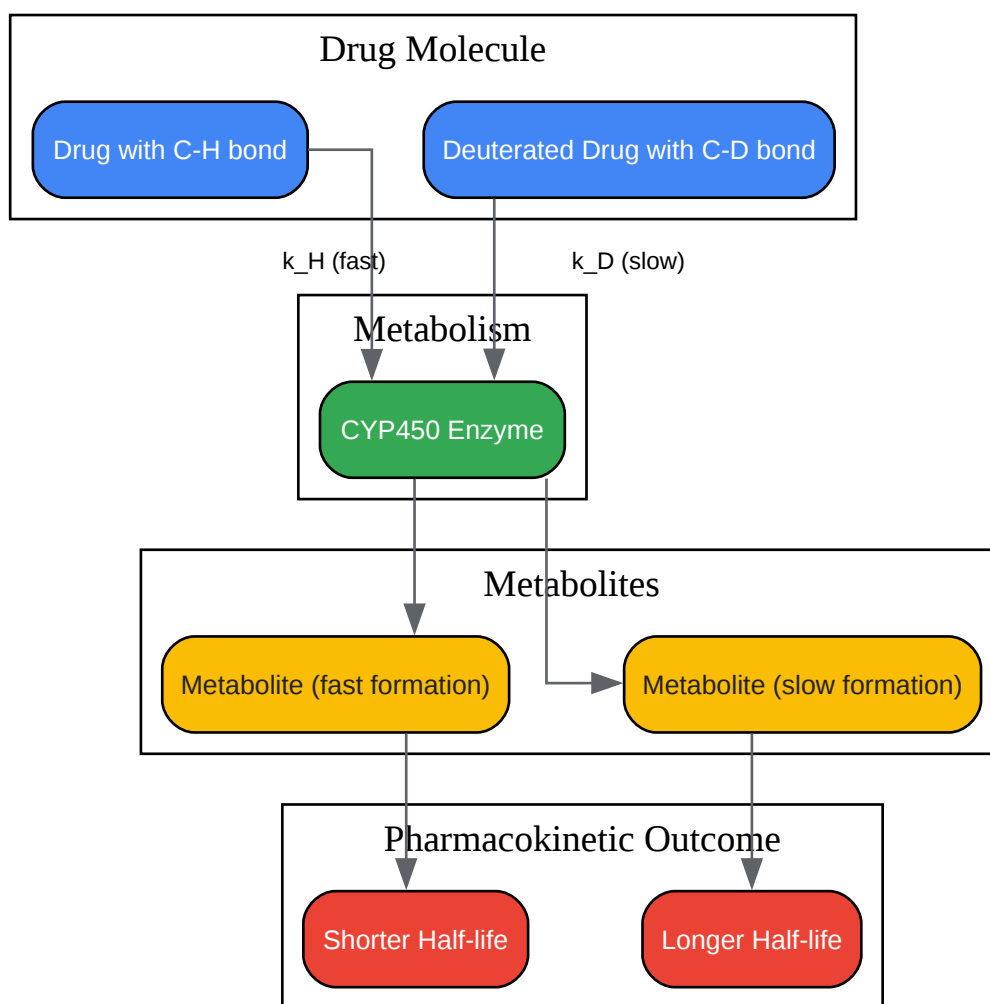 Drug Molecule
Drug with C-H bond
Deuterated Drug with C-D bond
k_H (fast)
k_D (slow)
Metabolism
CYP450 Enzyme
Metabolites
Metabolite (fast formation)
Metabolite (slow formation)
Pharmacokinetic Outcome
Shorter Half-life
Longer Half-life